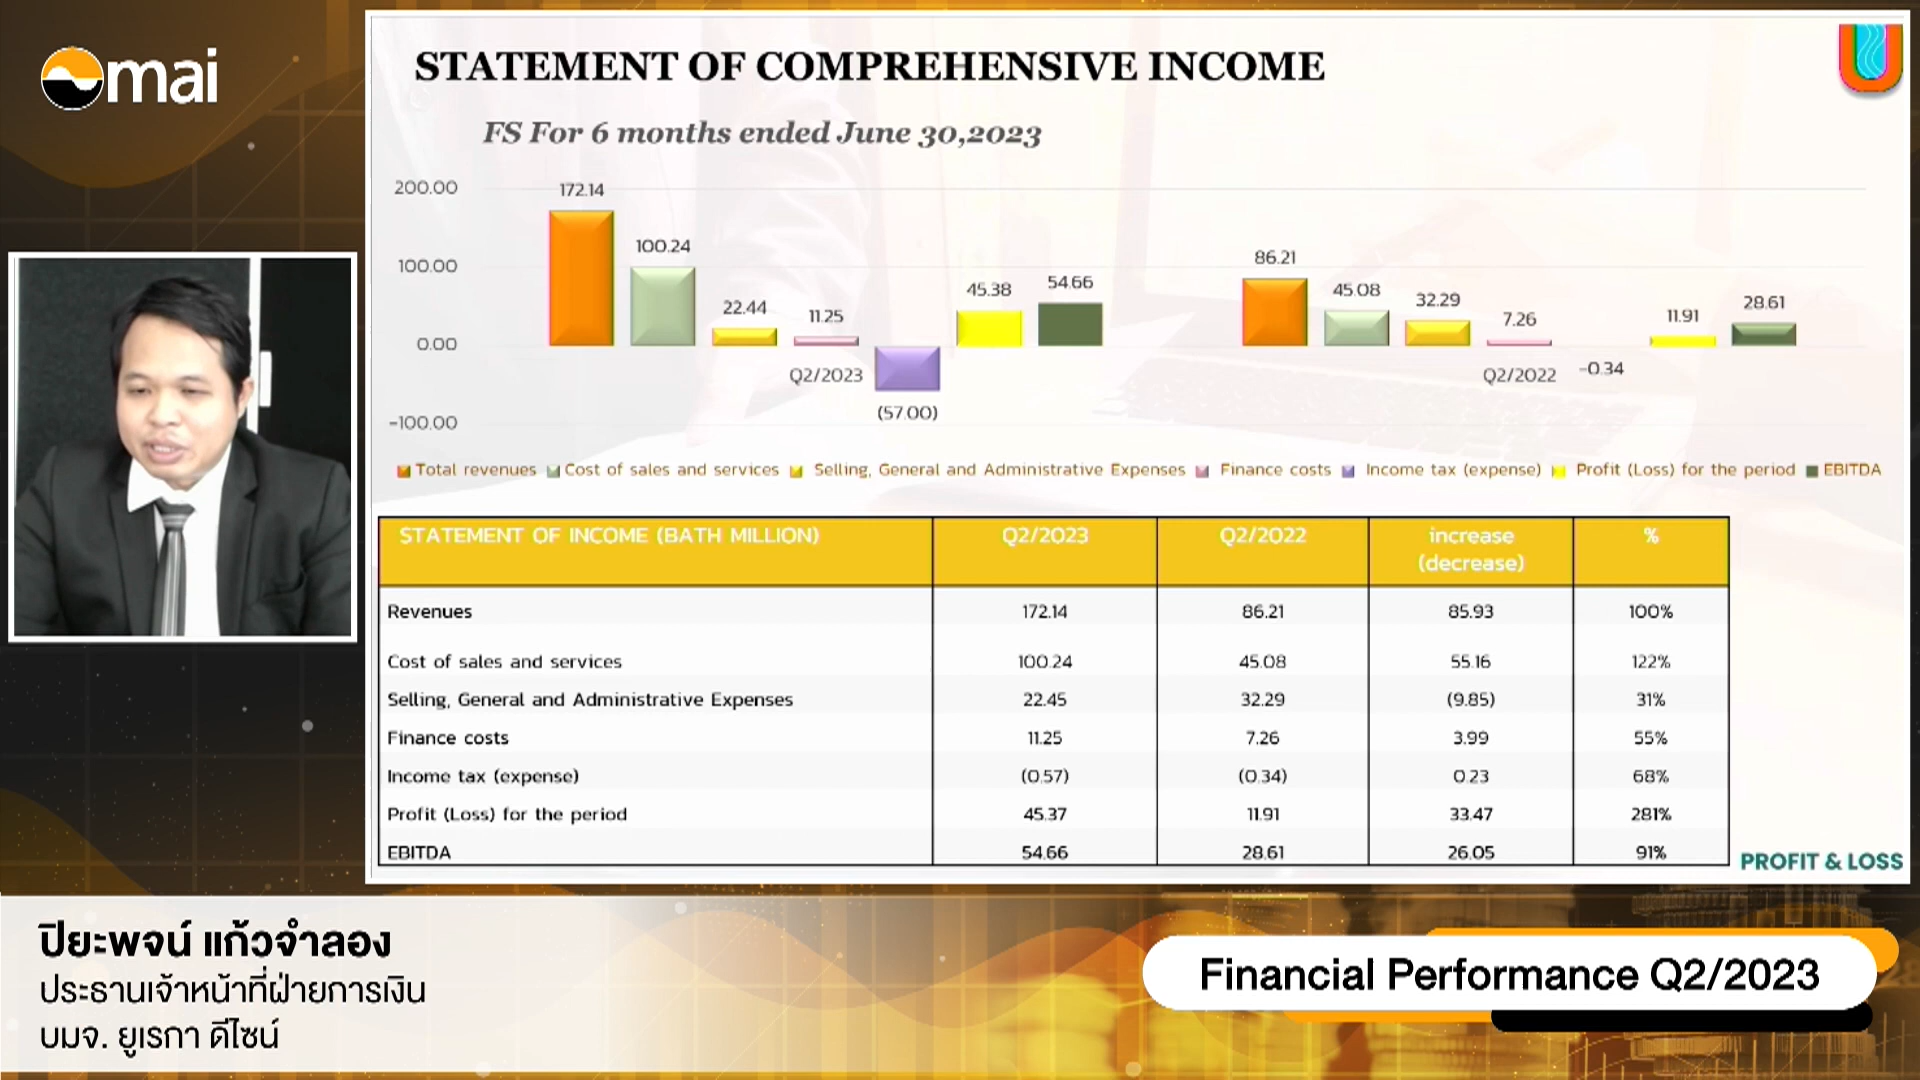 mai
STATEMENT OF COMPREHENSIVE INCOME
FS For 6 months ended June 30,2023
200.00
100.00
0.00
-100.00
172.14
100.24
22.44
11.25
(57.00)
45.38
54.66
Q2/2023
86.21
45.08
32.29
7.26
-0.34
11.91
28.61
Q2/2022
Total revenues Cost of sales and services Selling, General and Administrative Expenses Finance costs Income tax (expense) Profit (Loss) for the period EBITDA
STATEMENT OF INCOME (BATH MILLION) Q2/2023 Q2/2022 increase (decrease) %
Revenues 172.14 86.21 85.93 100%
Cost of sales and services 100.24 45.08 55.16 122%
Selling, General and Administrative Expenses 22.45 32.29 (9.85) 31%
Finance costs 11.25 7.26 3.99 55%
Income tax (expense) (0.57) (0.34) 0.23 68%
Profit (Loss) for the period 45.37 11.91 33.47 281%
EBITDA 54.66 28.61 26.05 91%
PROFIT & LOSS
ปิยะพจน์ แก้วจำลอง
ประธานเจ้าหน้าที่ฝ่ายการเงิน
บมจ. ยูเรกา ดีไซน์
Financial Performance Q2/2023